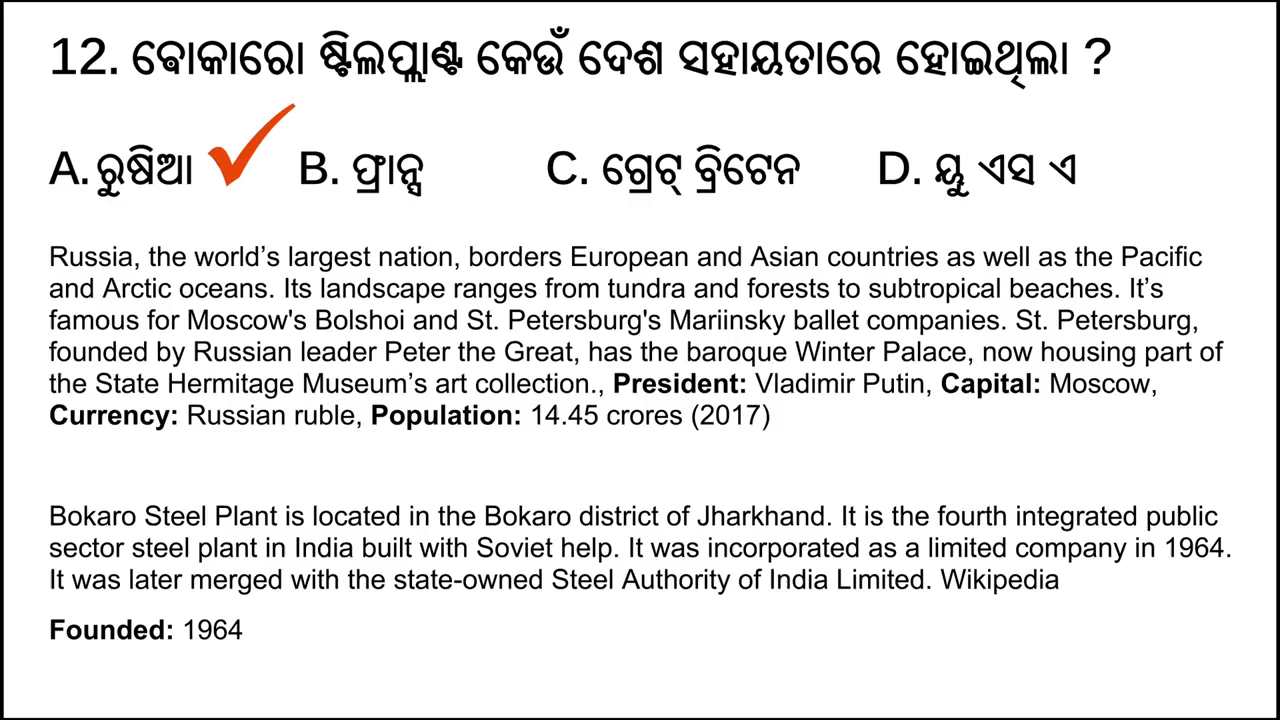 12. ଵୋକାରୋ ଷ୍ଟିଲପ୍ଲାଣ୍ଟ କେଉଁ ଦେଶ ସହାୟତାରେ ହୋଇଥିଲା ?
A. ରୁଷିଆ B. ଫ୍ରାନ୍ସ C. ଗ୍ରେଟ୍ ବ୍ରିଟେନ D. ୟୁ ଏସ ଏ
Russia, the world’s largest nation, borders European and Asian countries as well as the Pacific
and Arctic oceans. Its landscape ranges from tundra and forests to subtropical beaches. It’s
famous for Moscow's Bolshoi and St. Petersburg's Mariinsky ballet companies. St. Petersburg,
founded by Russian leader Peter the Great, has the baroque Winter Palace, now housing part of
the State Hermitage Museum’s art collection., President: Vladimir Putin, Capital: Moscow,
Currency: Russian ruble, Population: 14.45 crores (2017)
Bokaro Steel Plant is located in the Bokaro district of Jharkhand. It is the fourth integrated public
sector steel plant in India built with Soviet help. It was incorporated as a limited company in 1964.
It was later merged with the state-owned Steel Authority of India Limited. Wikipedia
Founded: 1964